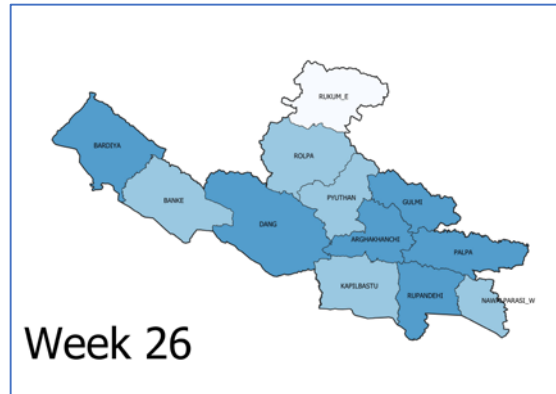 RUKUM_E
BARDIYA
ROLPA
BANKE
PYUTHAN
GULMI
DANG
ARGHAKHANCHI
PALPA
KAPILBASTU
RUPANDEHI
NAWALPARASI_W
Week 26